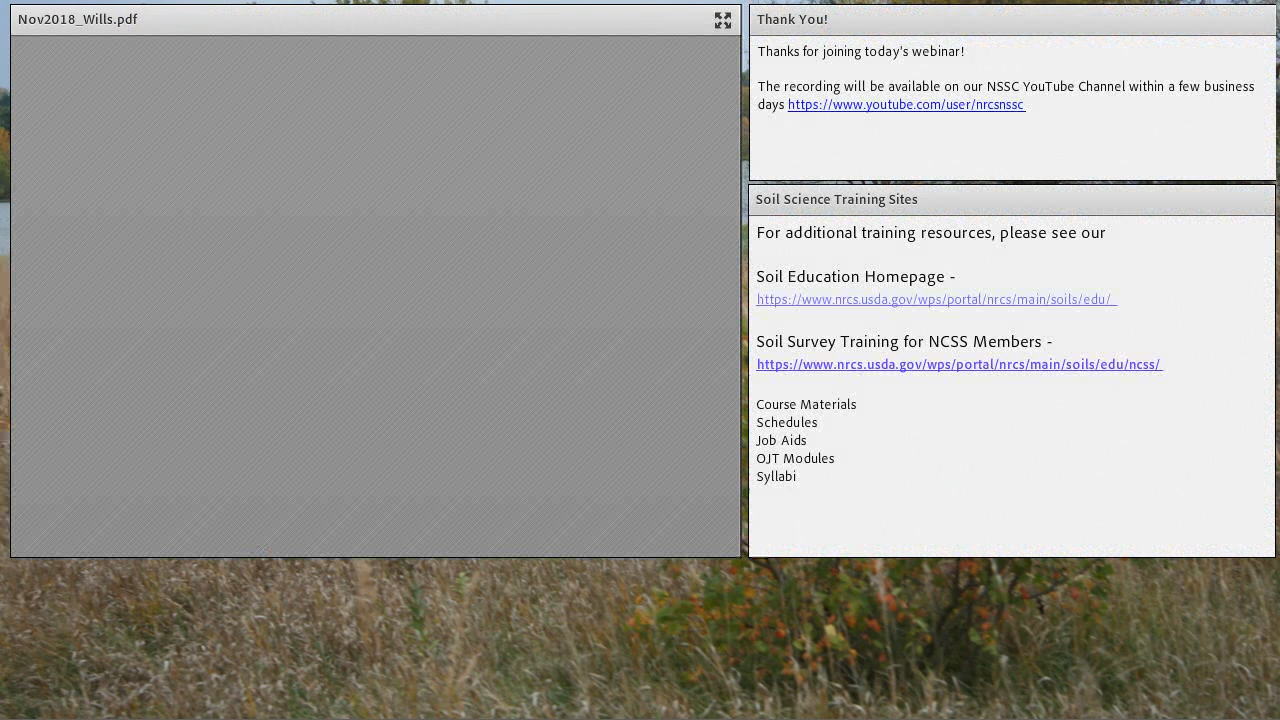 Nov2018_Wills.pdf
Thank You!
Thanks for joining today's webinar!
The recording will be available on our NSSC YouTube Channel within a few business
days https://www.youtube.com/user/nrcsnssc
Soil Science Training Sites
For additional training resources, please see our
Soil Education Homepage -
https://www.nrcs.usda.gov/wps/portal/nrcs/main/soils/edu/
Soil Survey Training for NCSS Members -
https://www.nrcs.usda.gov/wps/portal/nrcs/main/soils/edu/ncss/
Course Materials
Schedules
Job Aids
OJT Modules
Syllabi